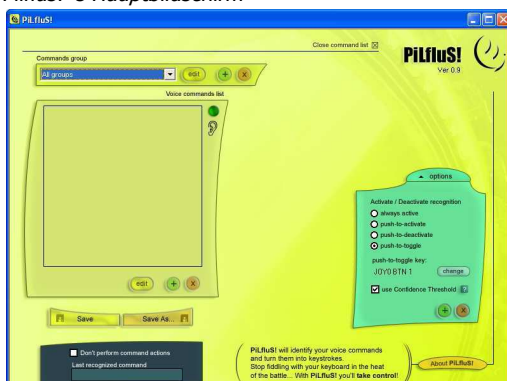 PiLfluS!
Close command list
Commands group
PiLfluS!
Ver. 0.9
All groups
edit
Voice commands list
options
Activate / Deactivate recognition
always active
push-to-activate
push-to-deactivate
push-to-toggle
push-to-toggle key:
JOY0 BTN 1
change
use Confidence Threshold
edit
Save
Save As...
Don't perform command actions
Last recognized command
PiLfluS! will identify your voice commands
and turn them into keystrokes.
Stop fiddling with your keyboard in the heat
of the battle... With PiLfluS! you'll take control!
About PiLfluS!